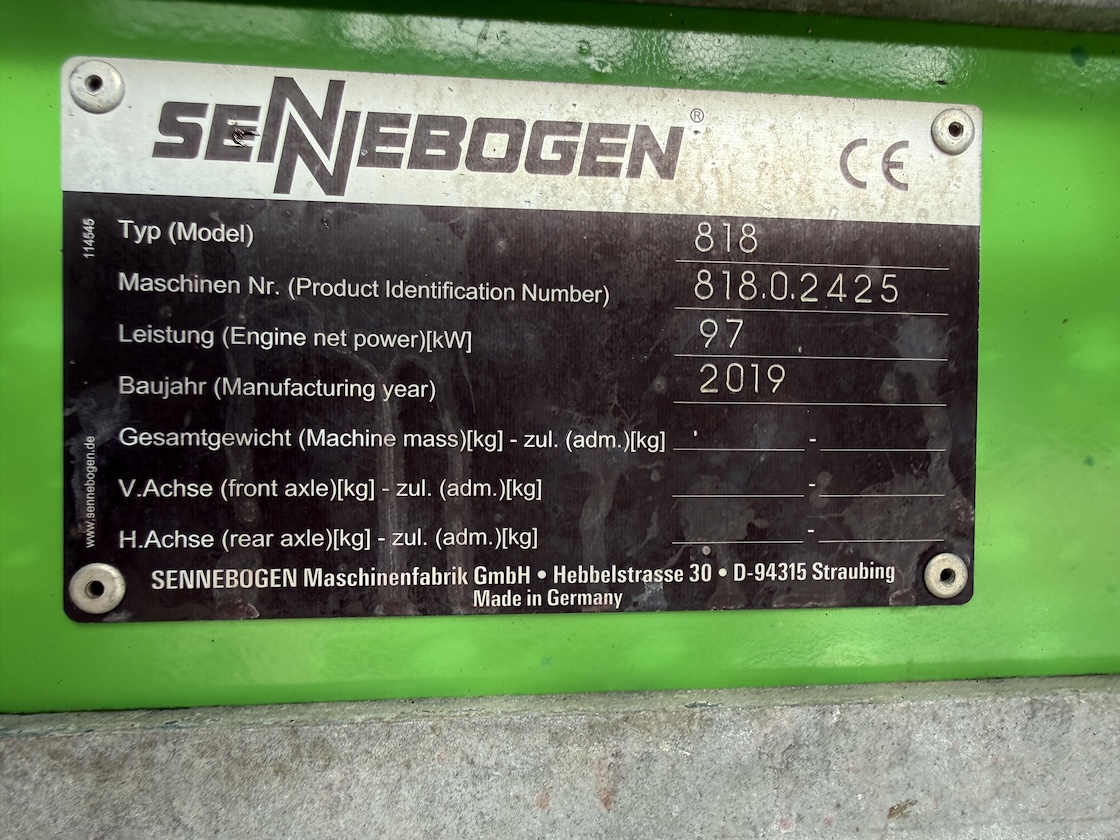 SENNEBOGEN®
CE
114545
Typ (Model) 818
Maschinen Nr. (Product Identification Number) 818.0.2425
Leistung (Engine net power)[kW] 97
Baujahr (Manufacturing year) 2019
Gesamtgewicht (Machine mass)[kg] - zul. (adm.)[kg] -
V.Achse (front axle)[kg] - zul. (adm.)[kg] -
H.Achse (rear axle)[kg] - zul. (adm.)[kg] -
www.sennebogen.de
SENNEBOGEN Maschinenfabrik GmbH • Hebbelstrasse 30 • D-94315 Straubing
Made in Germany